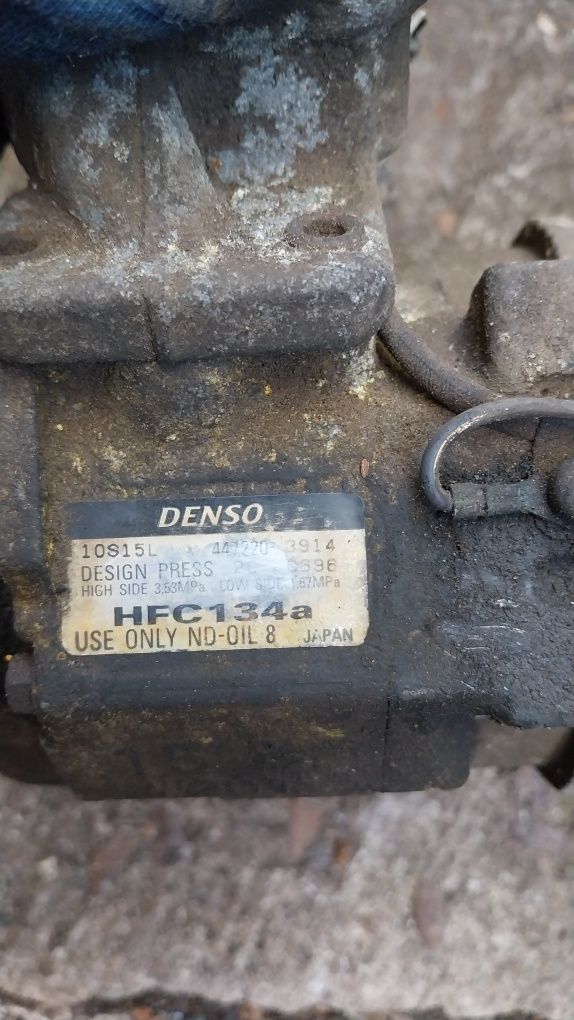 DENSO
10S15L 447220-3914
DESIGN PRESS
HIGH SIDE 3.53MPa LOW SIDE 1.67MPa
HFC134a
USE ONLY ND-OIL 8 JAPAN